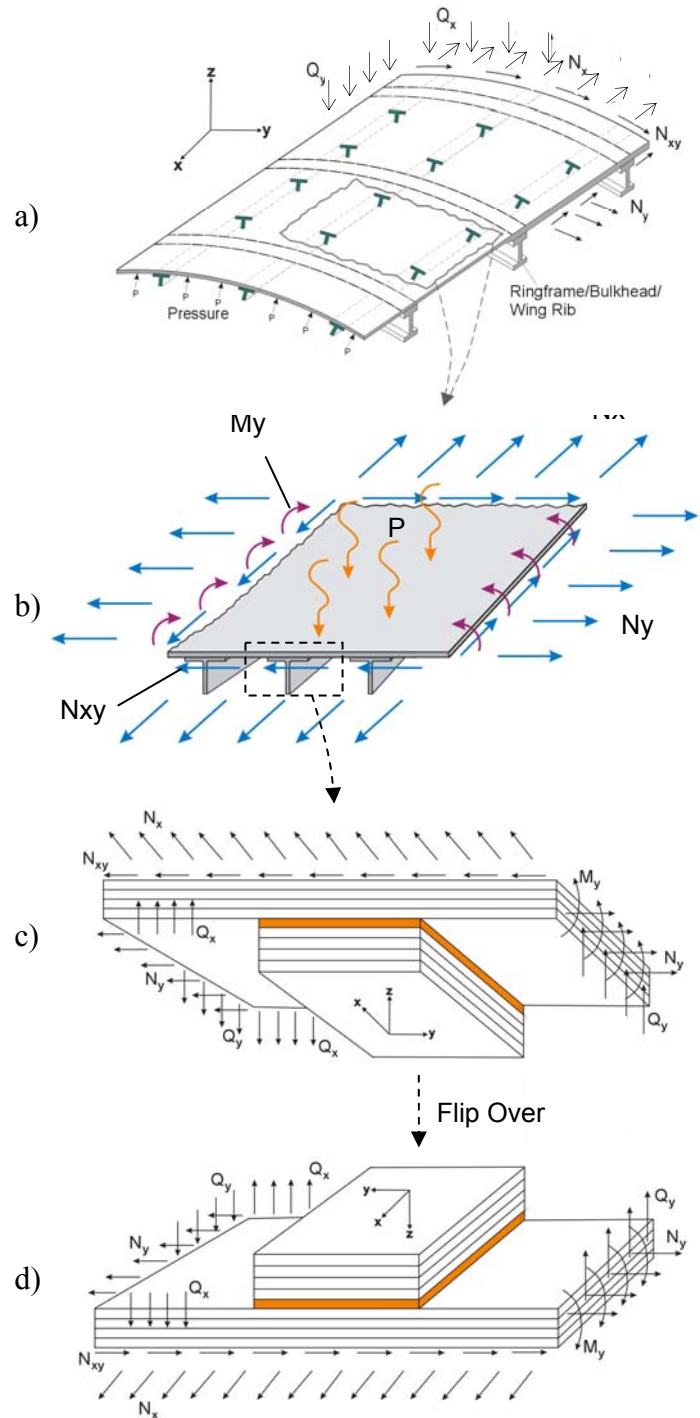 Q_x
Q_y
N_x
z
y
x
N_xy
N_y
a)
Ringframe/Bulkhead/
Wing Rib
P P P P P P P
Pressure
My
P
b)
Ny
Nxy
N_x
N_xy
M_y
Q_x
c)
N_y
N_y
z
x
y
Q_y
Q_x
Q_y
Flip Over
Q_x
Q_y
Q_y
y
x
z
N_y
N_y
d)
Q_x
N_xy
M_y
N_x